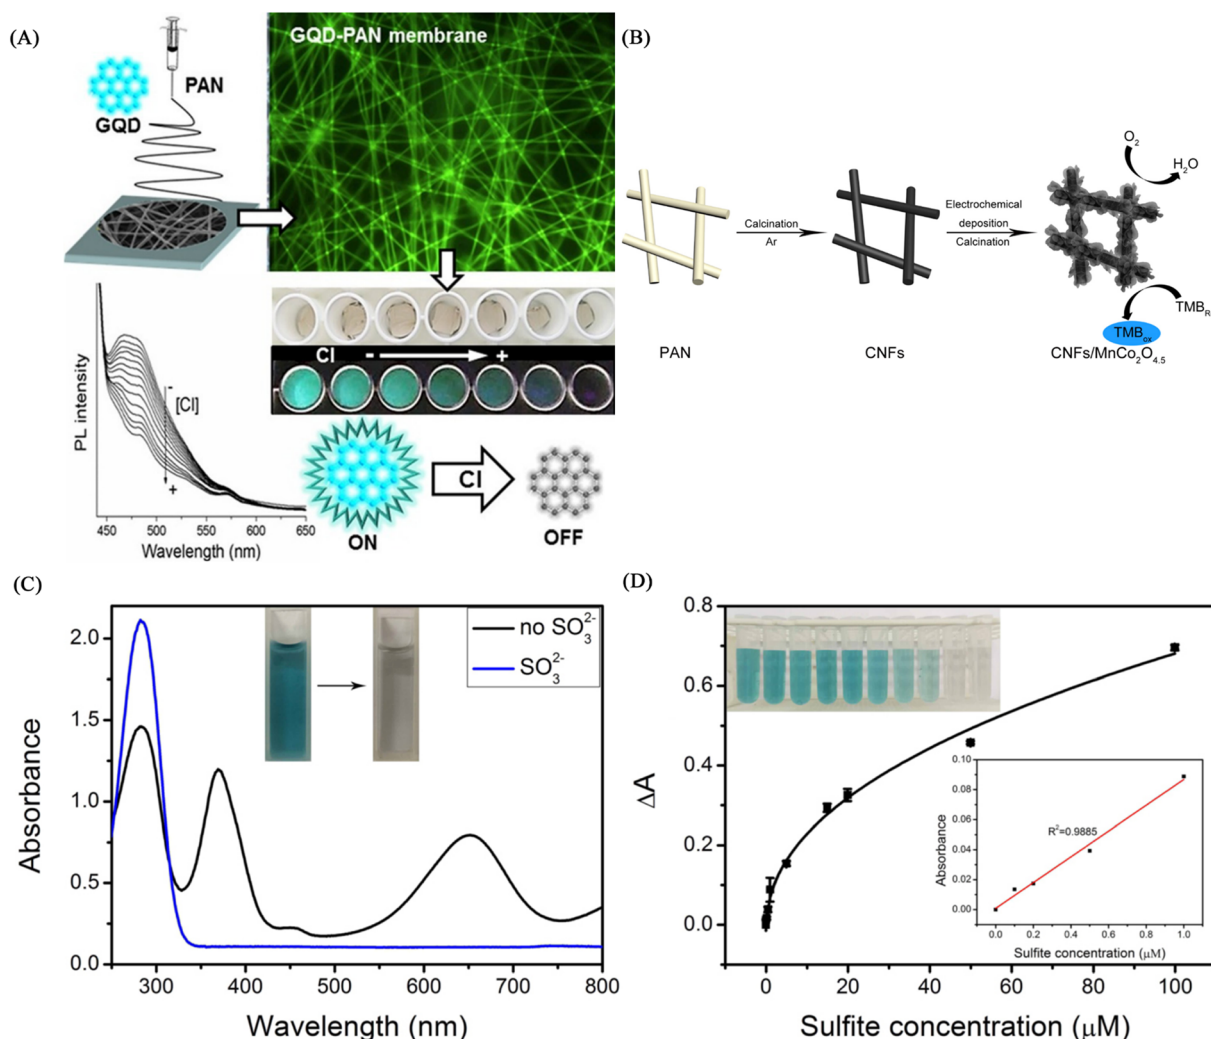 (A)
PAN
GQD
GQD-PAN membrane
Cl - +
PL intensity
-
[Cl]
+
450 500 550 600 650
Wavelength (nm)
ON
Cl
OFF
(B)
PAN
Calcination
Ar
CNFs
Electrochemical
deposition
Calcination
O2
H2O
TMBR
TMBox
CNFs/MnCo2O4.5
(C)
Absorbance
2.0
1.5
1.0
0.5
0.0
no SO3^2-
SO3^2-
300 400 500 600 700 800
Wavelength (nm)
(D)
ΔA
0.8
0.6
0.4
0.2
0.0
0 20 40 60 80 100
Sulfite concentration (μM)
Absorbance
0.10
0.08
0.06
0.04
0.02
0.00
R²=0.9885
0.0 0.2 0.4 0.6 0.8 1.0
Sulfite concentration (μM)